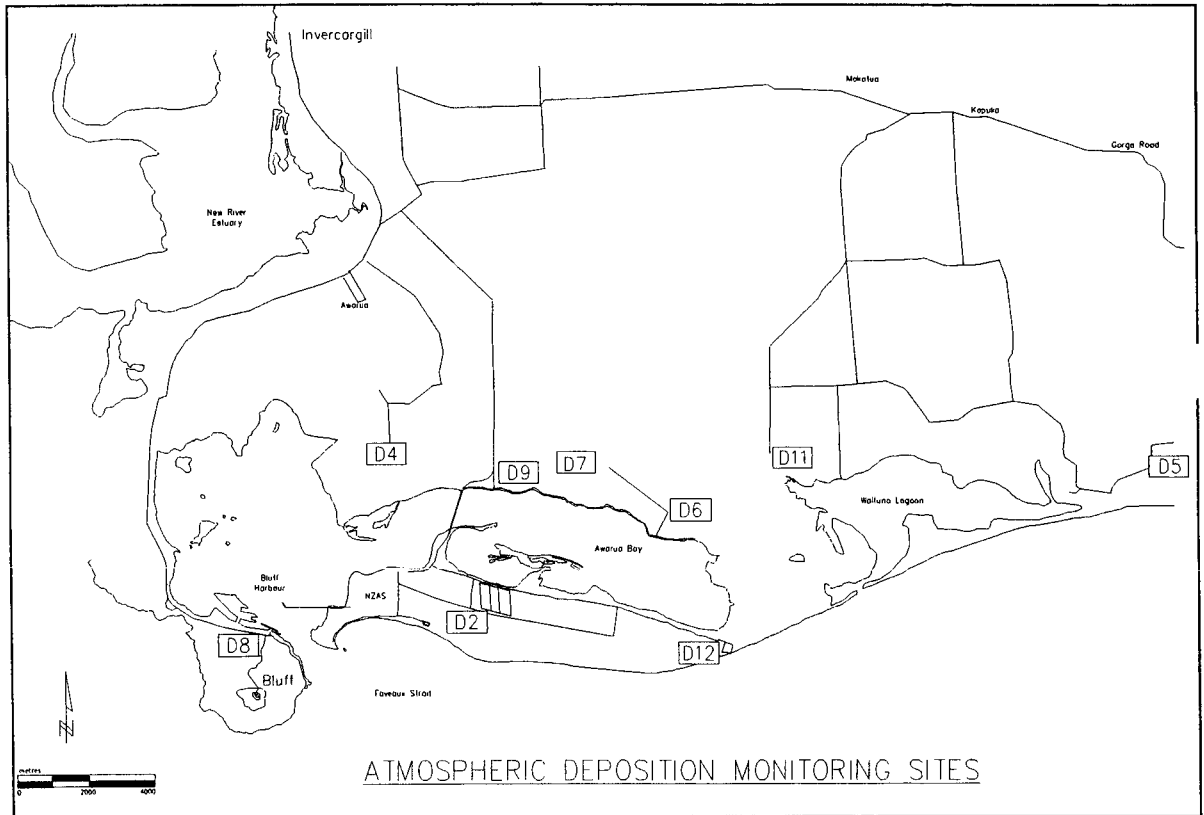 Invercargill
Mokotua
Kapuka
Gorge Road
New River
Estuary
Awarua
D4
D9
D7
D11
D5
D6
Waituna Lagoon
Awarua Bay
Bluff
Harbour
NZAS
D2
D8
D12
Bluff
Foveaux Strait
N
metres
0 2000 4000
ATMOSPHERIC DEPOSITION MONITORING SITES